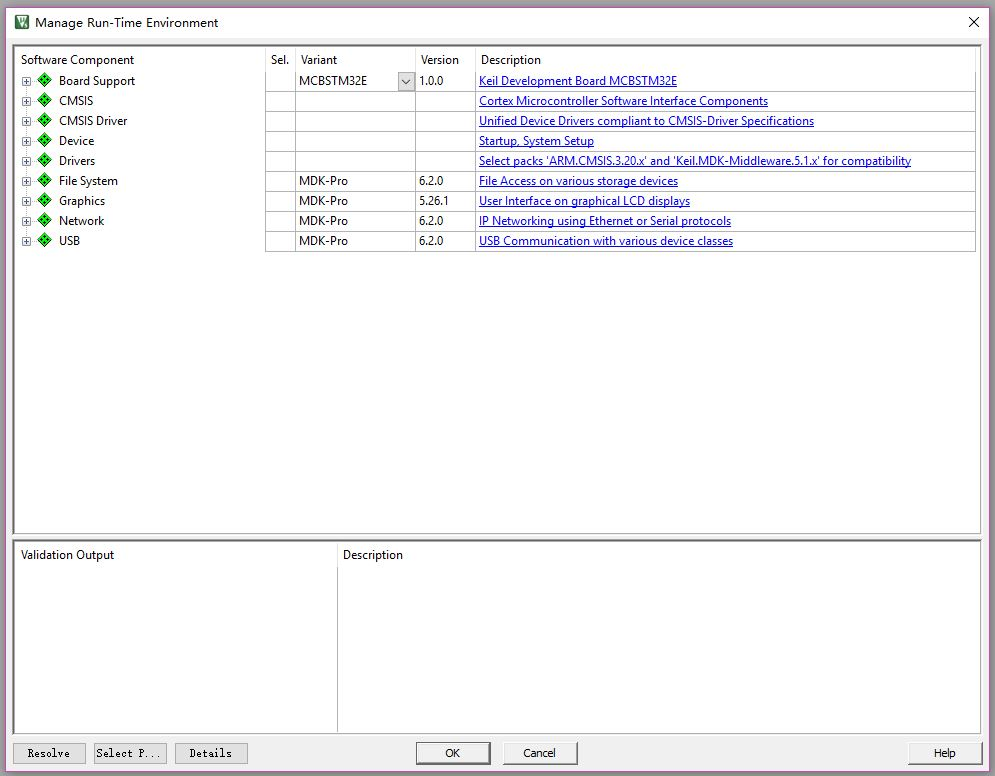 Manage Run-Time Environment
Software Component Sel. Variant Version Description
Board Support MCBSTM32E 1.0.0 Keil Development Board MCBSTM32E
CMSIS Cortex Microcontroller Software Interface Components
CMSIS Driver Unified Device Drivers compliant to CMSIS-Driver Specifications
Device Startup, System Setup
Drivers Select packs 'ARM.CMSIS.3.20.x' and 'Keil.MDK-Middleware.5.1.x' for compatibility
File System MDK-Pro 6.2.0 File Access on various storage devices
Graphics MDK-Pro 5.26.1 User Interface on graphical LCD displays
Network MDK-Pro 6.2.0 IP Networking using Ethernet or Serial protocols
USB MDK-Pro 6.2.0 USB Communication with various device classes
Validation Output Description
Resolve Select P... Details OK Cancel Help